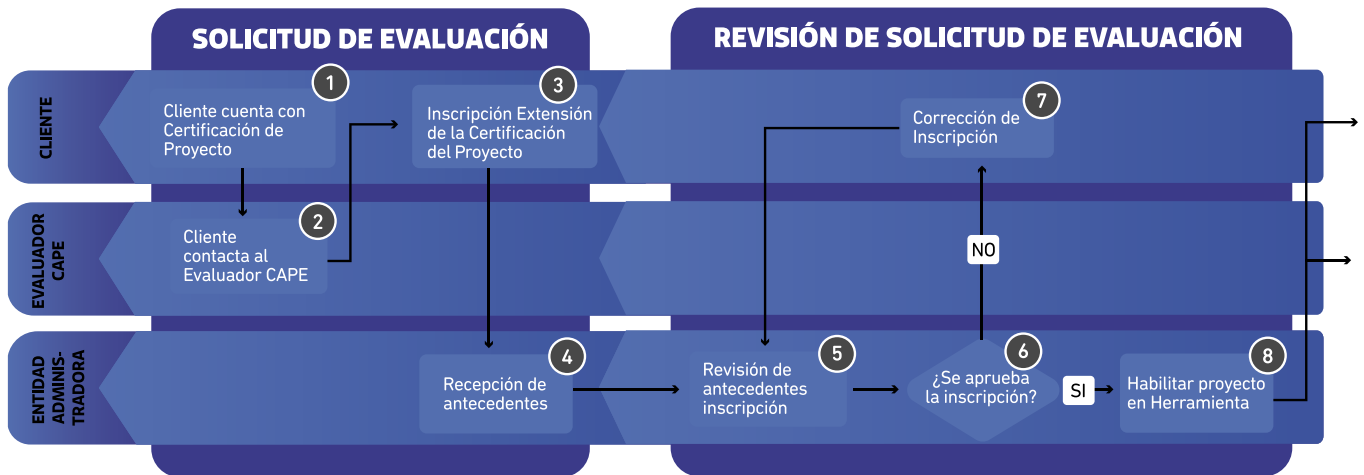 SOLICITUD DE EVALUACIÓN
REVISIÓN DE SOLICITUD DE EVALUACIÓN
CLIENTE
1
Cliente cuenta con
Certificación de
Proyecto
3
Inscripción Extensión
de la Certificación
del Proyecto
7
Corrección de
Inscripción
EVALUADOR
CAPE
2
Cliente
contacta al
Evaluador CAPE
NO
ENTIDAD
ADMINIS-
TRADORA
4
Recepción de
antecedentes
5
Revisión de
antecedentes
inscripción
6
¿Se aprueba
la inscripción?
SI
8
Habilitar proyecto
en Herramienta